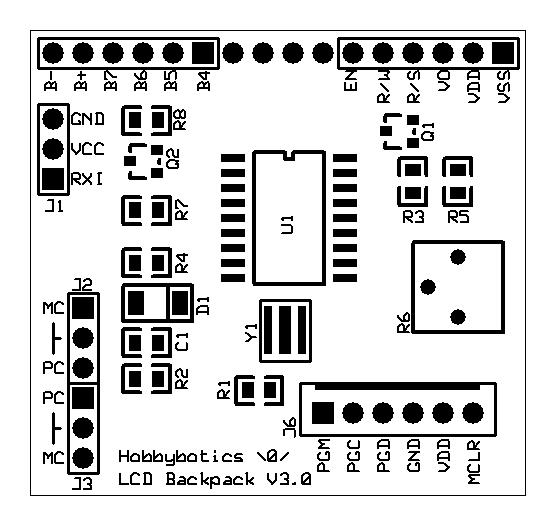 B- B+ B7 B6 B5 B4 EN R/W R/S VO VDD VSS
GND
VCC
RXI
J1
R8
Q2
R7
R4
D1
C1
R2
U1
Y1
R1
Q1
R3 R5
R6
J2
MC
PC
PC
MC
J3
J6
PGM PGC PGD GND VDD MCLR
Hobbybotics \0/
LCD Backpack V3.0